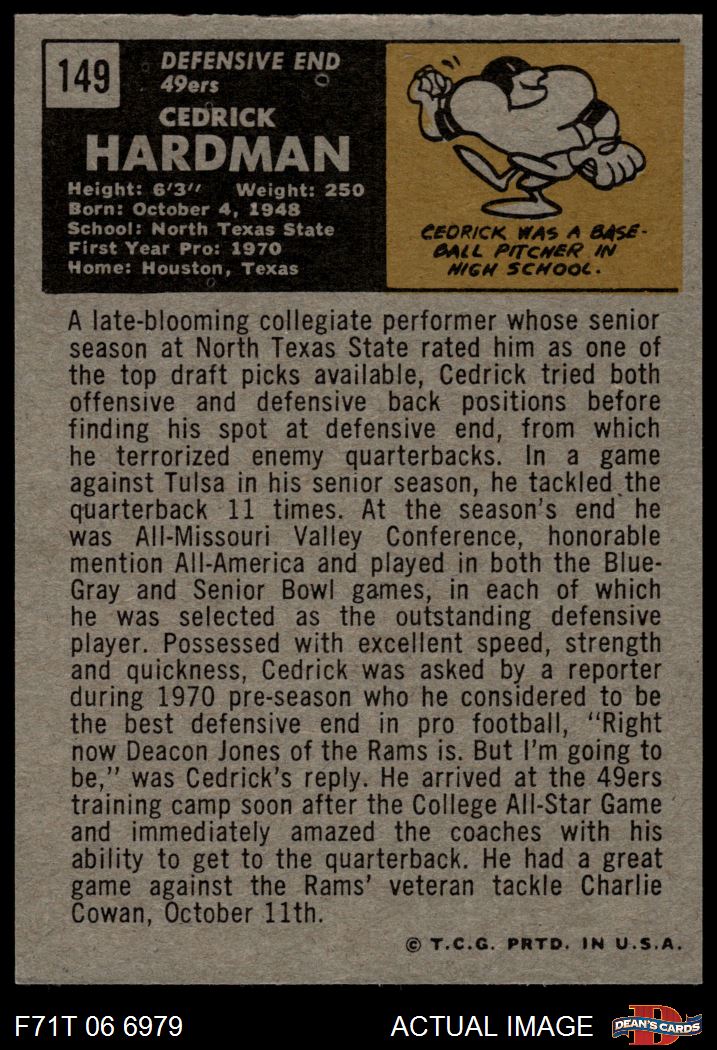 149
DEFENSIVE END
49ers
CEDRICK
HARDMAN
Height: 6'3" Weight: 250
Born: October 4, 1948
School: North Texas State
First Year Pro: 1970
Home: Houston, Texas
CEDRICK WAS A BASE-
BALL PITCHER IN
HIGH SCHOOL.
A late-blooming collegiate performer whose senior
season at North Texas State rated him as one of
the top draft picks available, Cedrick tried both
offensive and defensive back positions before
finding his spot at defensive end, from which
he terrorized enemy quarterbacks. In a game
against Tulsa in his senior season, he tackled the
quarterback 11 times. At the season's end he
was All-Missouri Valley Conference, honorable
mention All-America and played in both the Blue-
Gray and Senior Bowl games, in each of which
he was selected as the outstanding defensive
player. Possessed with excellent speed, strength
and quickness, Cedrick was asked by a reporter
during 1970 pre-season who he considered to be
the best defensive end in pro football, "Right
now Deacon Jones of the Rams is. But I'm going to
be," was Cedrick's reply. He arrived at the 49ers
training camp soon after the College All-Star Game
and immediately amazed the coaches with his
ability to get to the quarterback. He had a great
game against the Rams' veteran tackle Charlie
Cowan, October 11th.
© T.C.G. PRTD. IN U.S.A.
F71T 06 6979 ACTUAL IMAGE
D
DEAN'S CARDS